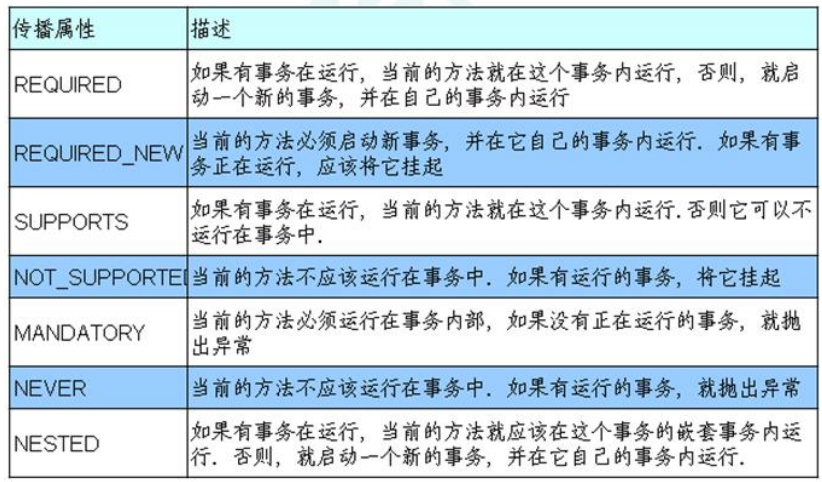 传播属性 描述
REQUIRED 如果有事务在运行, 当前的方法就在这个事务内运行, 否则, 就启
动一个新的事务, 并在自己的事务内运行
REQUIRED_NEW 当前的方法必须启动新事务, 并在它自己的事务内运行. 如果有事
务正在运行, 应该将它挂起
SUPPORTS 如果有事务在运行, 当前的方法就在这个事务内运行. 否则它可以不
运行在事务中.
NOT_SUPPORTE 当前的方法不应该运行在事务中. 如果有运行的事务, 将它挂起
MANDATORY 当前的方法必须运行在事务内部, 如果没有正在运行的事务, 就抛
出异常
NEVER 当前的方法不应该运行在事务中. 如果有运行的事务, 就抛出异常
NESTED 如果有事务在运行, 当前的方法就应该在这个事务的嵌套事务内运
行. 否则, 就启动一个新的事务, 并在它自己的事务内运行.